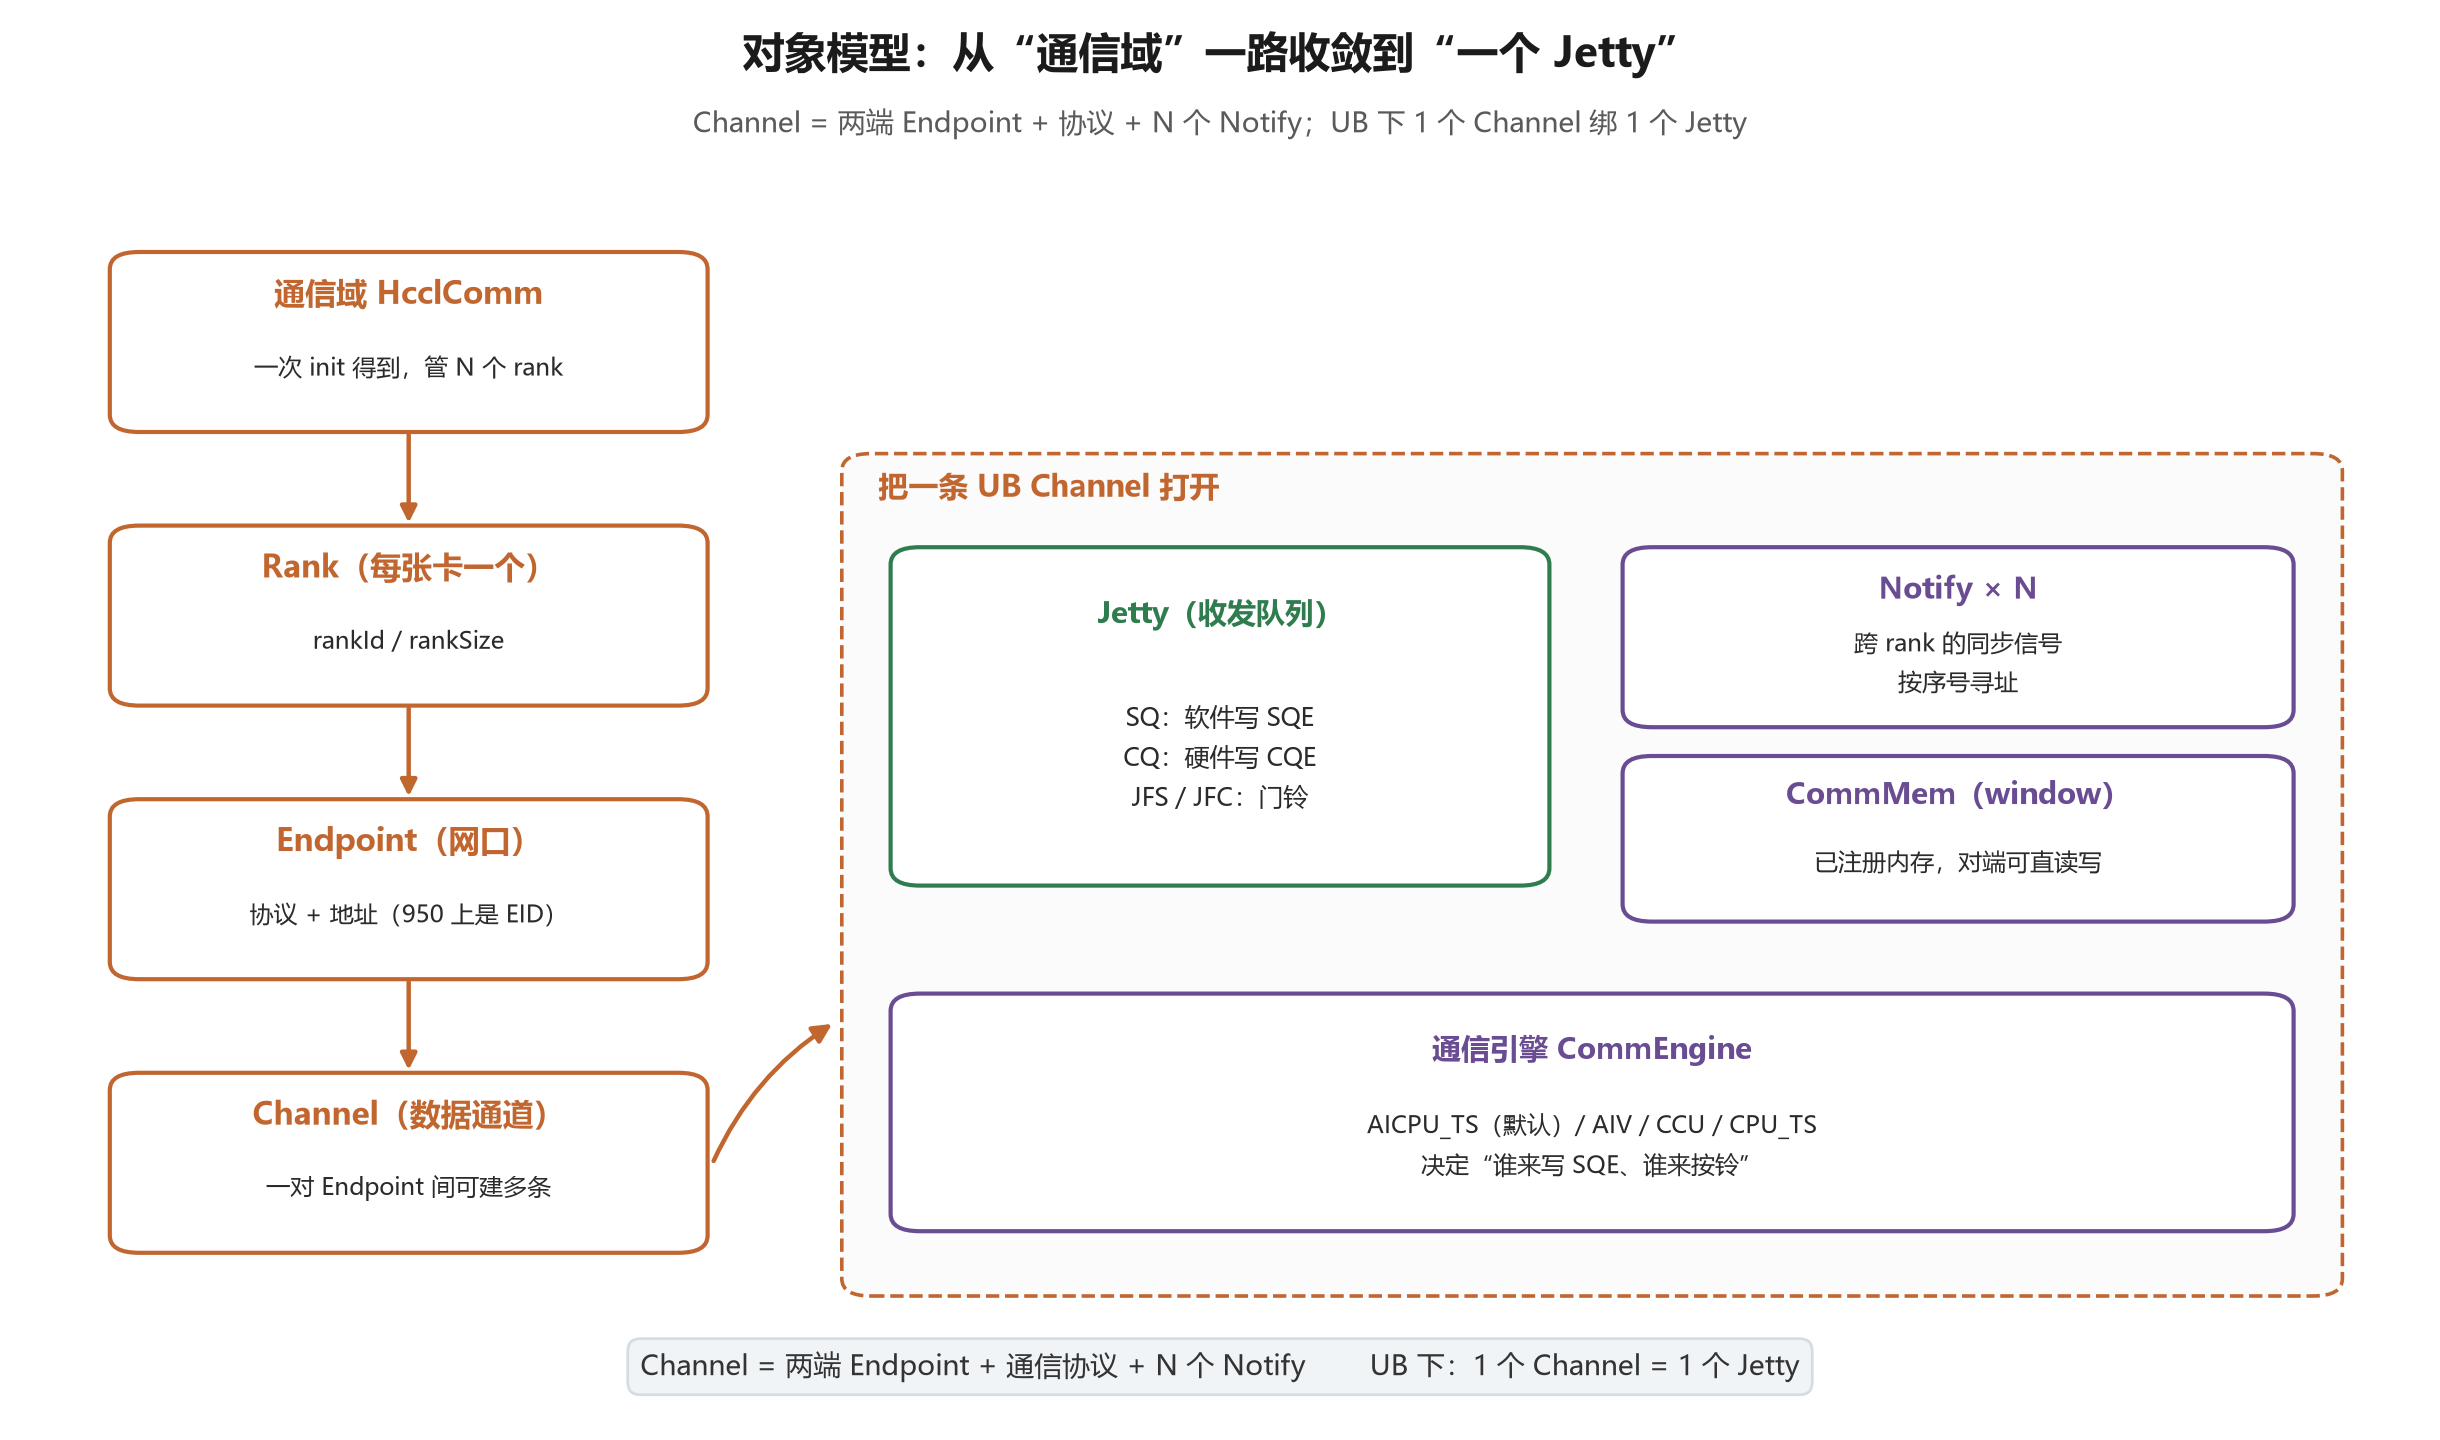 对象模型：从“通信域”一路收敛到“一个 Jetty”
Channel = 两端 Endpoint + 协议 + N 个 Notify；UB 下 1 个 Channel 绑 1 个 Jetty
通信域 HcclComm
一次 init 得到，管 N 个 rank
Rank（每张卡一个）
rankId / rankSize
Endpoint（网口）
协议 + 地址（950 上是 EID）
Channel（数据通道）
一对 Endpoint 间可建多条
把一条 UB Channel 打开
Jetty（收发队列）
SQ：软件写 SQE
CQ：硬件写 CQE
JFS / JFC：门铃
Notify × N
跨 rank 的同步信号
按序号寻址
CommMem（window）
已注册内存，对端可直读写
通信引擎 CommEngine
AICPU_TS（默认）/ AIV / CCU / CPU_TS
决定“谁来写 SQE、谁来按铃”
Channel = 两端 Endpoint + 通信协议 + N 个 Notify UB 下：1 个 Channel = 1 个 Jetty